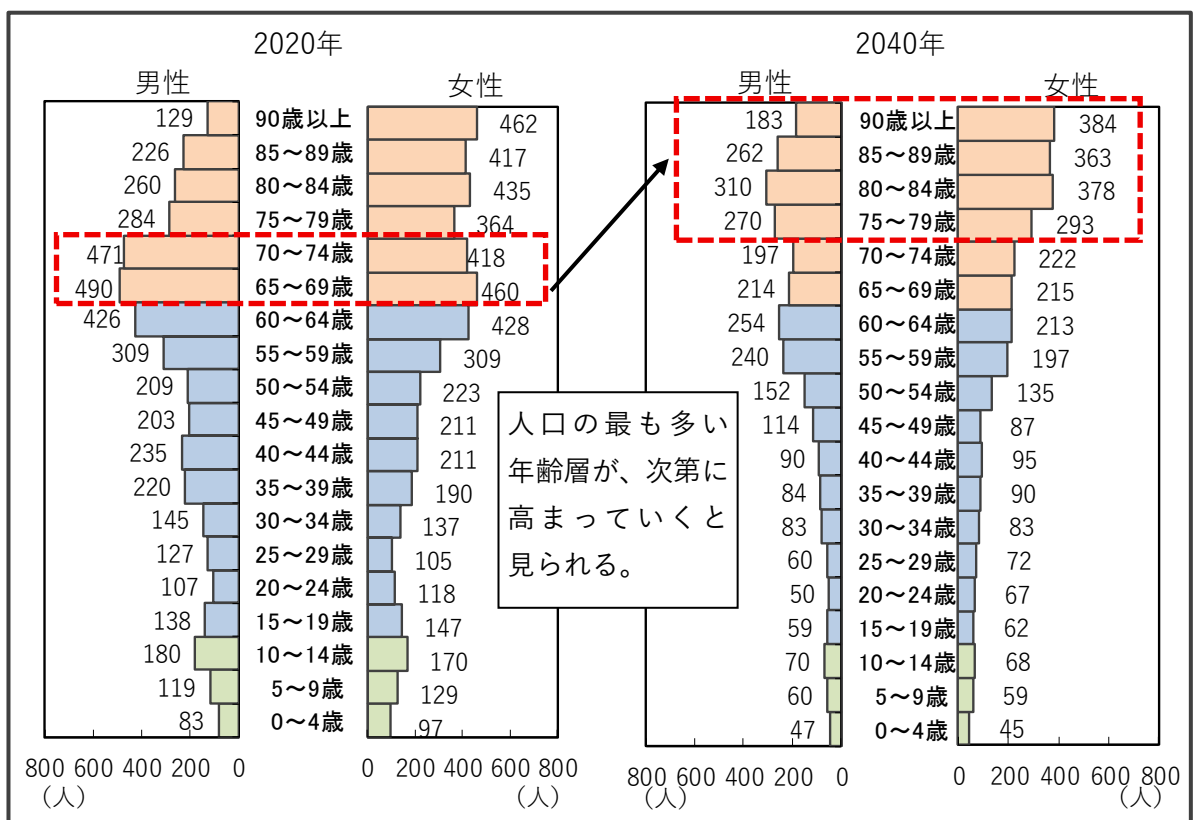 2020年
男性 女性
129 90歳以上 462
226 85～89歳 417
260 80～84歳 435
284 75～79歳 364
471 70～74歳 418
490 65～69歳 460
426 60～64歳 428
309 55～59歳 309
209 50～54歳 223
203 45～49歳 211
235 40～44歳 211
220 35～39歳 190
145 30～34歳 137
127 25～29歳 105
107 20～24歳 118
138 15～19歳 147
180 10～14歳 170
119 5～9歳 129
83 0～4歳 97
800 600 400 200 0 0 200 400 600 800
(人) (人)
人口の最も多い
年齢層が、次第に
高まっていくと
見られる。
2040年
男性 女性
183 90歳以上 384
262 85～89歳 363
310 80～84歳 378
270 75～79歳 293
197 70～74歳 222
214 65～69歳 215
254 60～64歳 213
240 55～59歳 197
152 50～54歳 135
114 45～49歳 87
90 40～44歳 95
84 35～39歳 90
83 30～34歳 83
60 25～29歳 72
50 20～24歳 67
59 15～19歳 62
70 10～14歳 68
60 5～9歳 59
47 0～4歳 45
800 600 400 200 0 0 200 400 600 800
(人) (人)